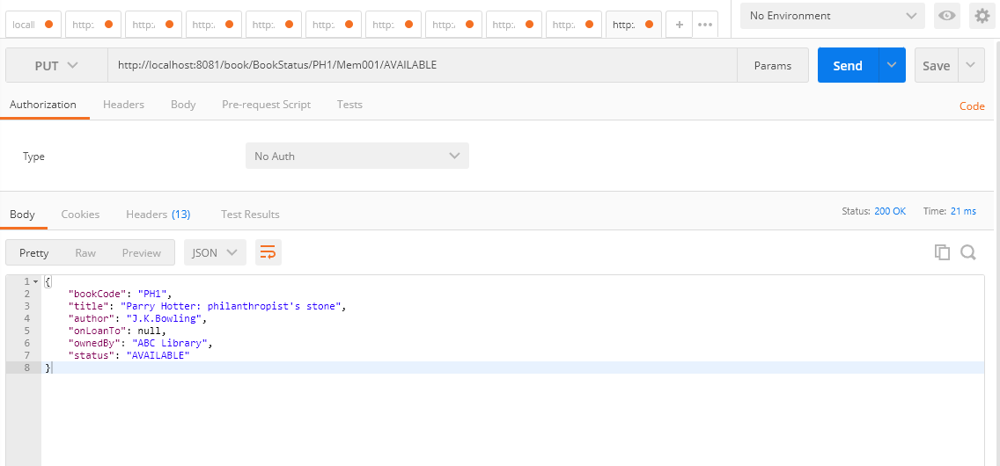 locall http:. http:. http:. http:. http:. http:. http:. http:. http:. http:. + ••• No Environment
PUT http://localhost:8081/book/BookStatus/PH1/Mem001/AVAILABLE Params Send Save
Authorization Headers Body Pre-request Script Tests Code
Type No Auth
Body Cookies Headers (13) Test Results Status: 200 OK Time: 21 ms
Pretty Raw Preview JSON
1 {
2 "bookCode": "PH1",
3 "title": "Parry Hotter: philanthropist's stone",
4 "author": "J.K.Bowling",
5 "onLoanTo": null,
6 "ownedBy": "ABC Library",
7 "status": "AVAILABLE"
8 }